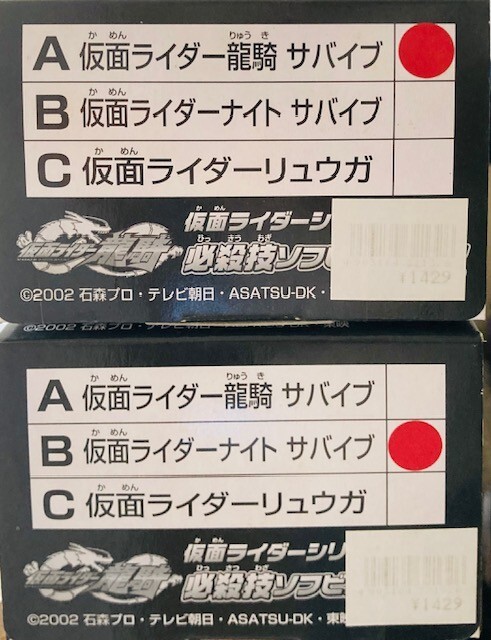 A 仮面ライダー龍騎 サバイブ
B 仮面ライダーナイト サバイブ
C 仮面ライダーリュウガ
仮面ライダー龍騎
仮面ライダーシリ
必殺技ソフビ
¥1429
©2002 石森プロ・テレビ朝日・ASATSU-DK・
©2002 石森プロ・テレビ朝日・ASATSU-DK・東映
A 仮面ライダー龍騎 サバイブ
B 仮面ライダーナイト サバイブ
C 仮面ライダーリュウガ
仮面ライダー龍騎
仮面ライダーシリ
必殺技ソフビ
¥1429
©2002 石森プロ・テレビ朝日・ASATSU-DK・東映